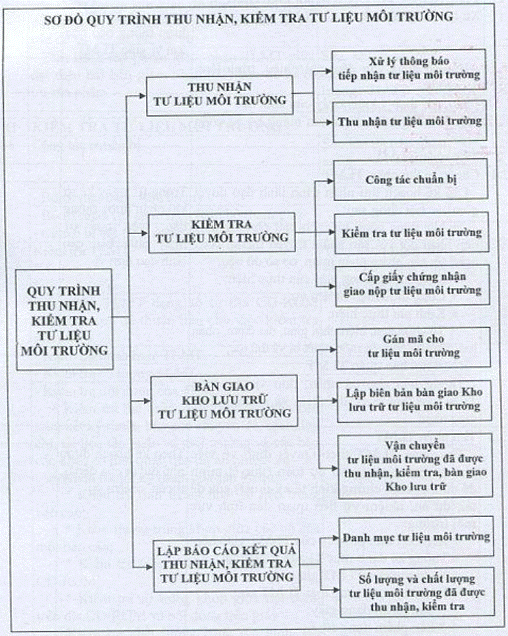 SƠ ĐỒ QUY TRÌNH THU NHẬN, KIỂM TRA TƯ LIỆU MÔI TRƯỜNG
QUY TRÌNH
THU NHẬN,
KIỂM TRA
TƯ LIỆU
MÔI TRƯỜNG
THU NHẬN
TƯ LIỆU MÔI TRƯỜNG
Xử lý thông báo
tiếp nhận tư liệu môi trường
Thu nhận tư liệu môi trường
KIỂM TRA
TƯ LIỆU MÔI TRƯỜNG
Công tác chuẩn bị
Kiểm tra tư liệu môi trường
Cấp giấy chứng nhận
giao nộp tư liệu môi trường
BÀN GIAO
KHO LƯU TRỮ
TƯ LIỆU MÔI TRƯỜNG
Gán mã cho
tư liệu môi trường
Lập biên bản bàn giao Kho
lưu trữ tư liệu môi trường
Vận chuyển
tư liệu môi trường đã được
thu nhận, kiểm tra, bàn giao
Kho lưu trữ
LẬP BÁO CÁO KẾT QUẢ
THU NHẬN, KIỂM TRA
TƯ LIỆU MÔI TRƯỜNG
Danh mục tư liệu môi trường
Số lượng và chất lượng
tư liệu môi trường đã được
thu nhận, kiểm tra